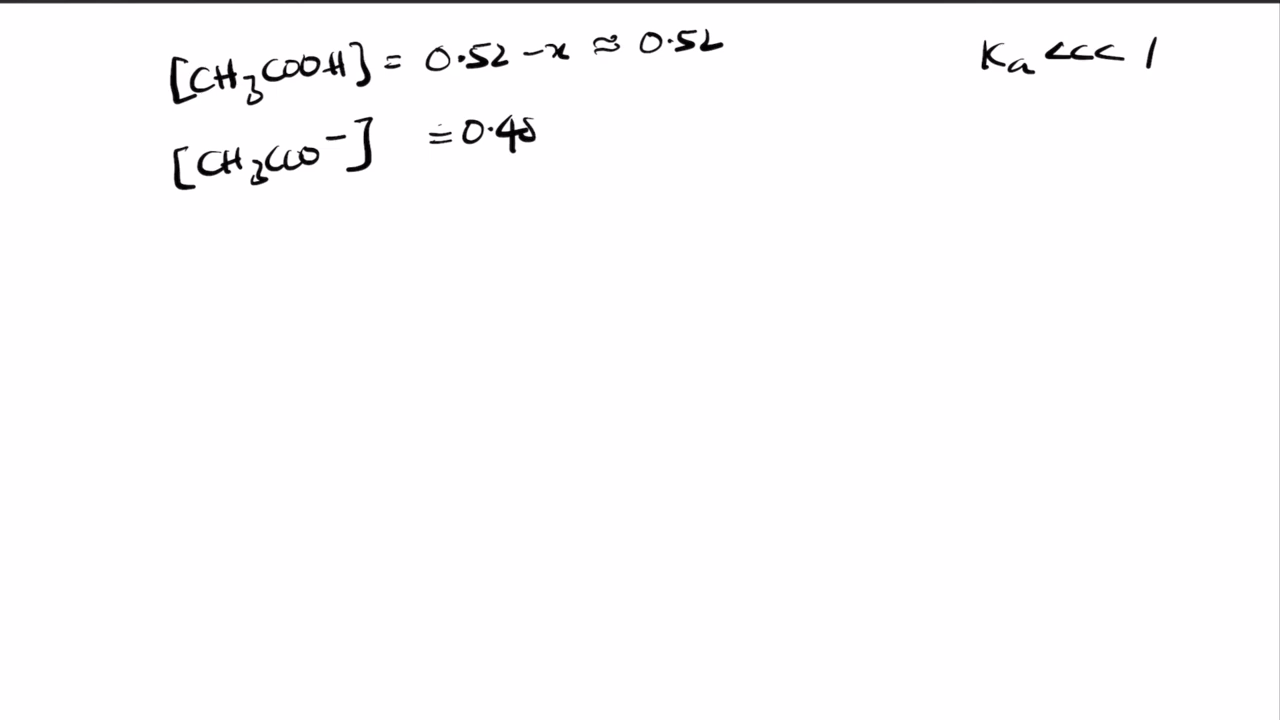 [CH₃COOH] = 0.52 - x ≈ 0.52
Ka <<< 1
[CH₃COO⁻] = 0.48